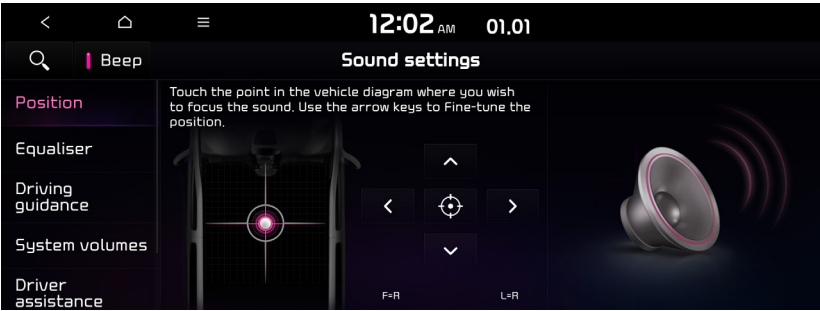 12:02 AM 01.01
Beep
Sound settings
Position
Touch the point in the vehicle diagram where you wish
to focus the sound. Use the arrow keys to Fine-tune the
position.
Equaliser
Driving
guidance
System volumes
Driver
assistance
F=R
L=R